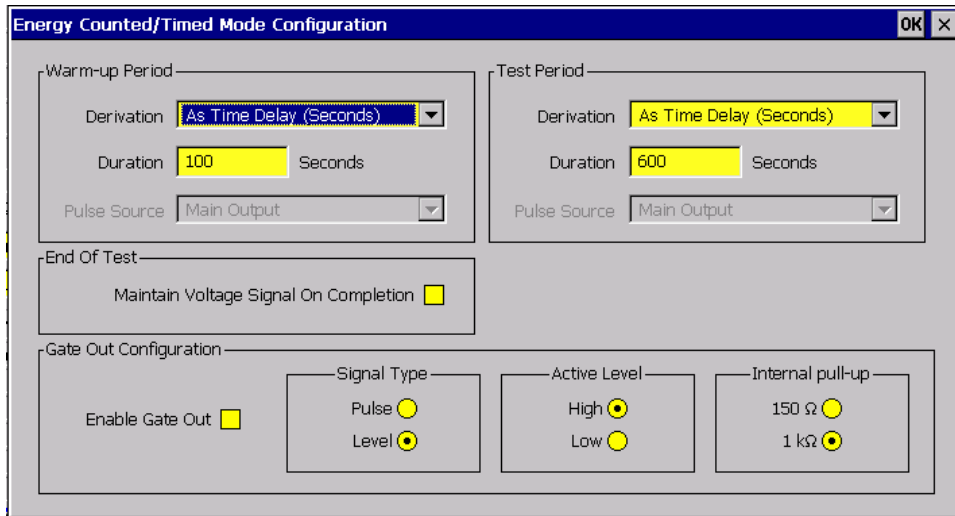 Energy Counted/Timed Mode Configuration OK
Warm-up Period
Derivation As Time Delay (Seconds)
Duration 100 Seconds
Pulse Source Main Output
Test Period
Derivation As Time Delay (Seconds)
Duration 600 Seconds
Pulse Source Main Output
End Of Test
Maintain Voltage Signal On Completion
Gate Out Configuration
Enable Gate Out
Signal Type
Pulse
Level
Active Level
High
Low
Internal pull-up
150 Ω
1 kΩ